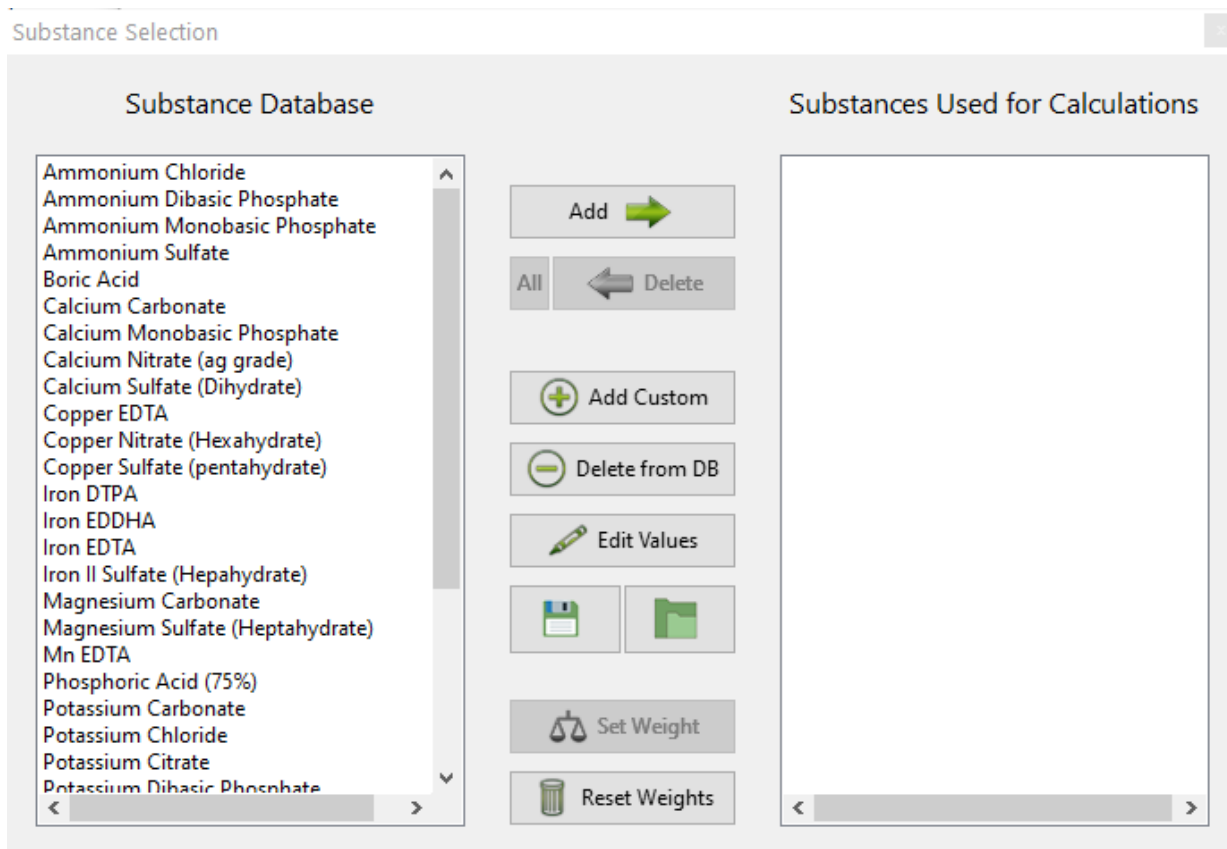 Substance Selection
Substance Database
Substances Used for Calculations
Ammonium Chloride
Ammonium Dibasic Phosphate
Ammonium Monobasic Phosphate
Ammonium Sulfate
Boric Acid
Calcium Carbonate
Calcium Monobasic Phosphate
Calcium Nitrate (ag grade)
Calcium Sulfate (Dihydrate)
Copper EDTA
Copper Nitrate (Hexahydrate)
Copper Sulfate (pentahydrate)
Iron DTPA
Iron EDDHA
Iron EDTA
Iron II Sulfate (Hepahydrate)
Magnesium Carbonate
Magnesium Sulfate (Heptahydrate)
Mn EDTA
Phosphoric Acid (75%)
Potassium Carbonate
Potassium Chloride
Potassium Citrate
Potassium Dibasic Phosphate
Add
All
Delete
Add Custom
Delete from DB
Edit Values
Set Weight
Reset Weights